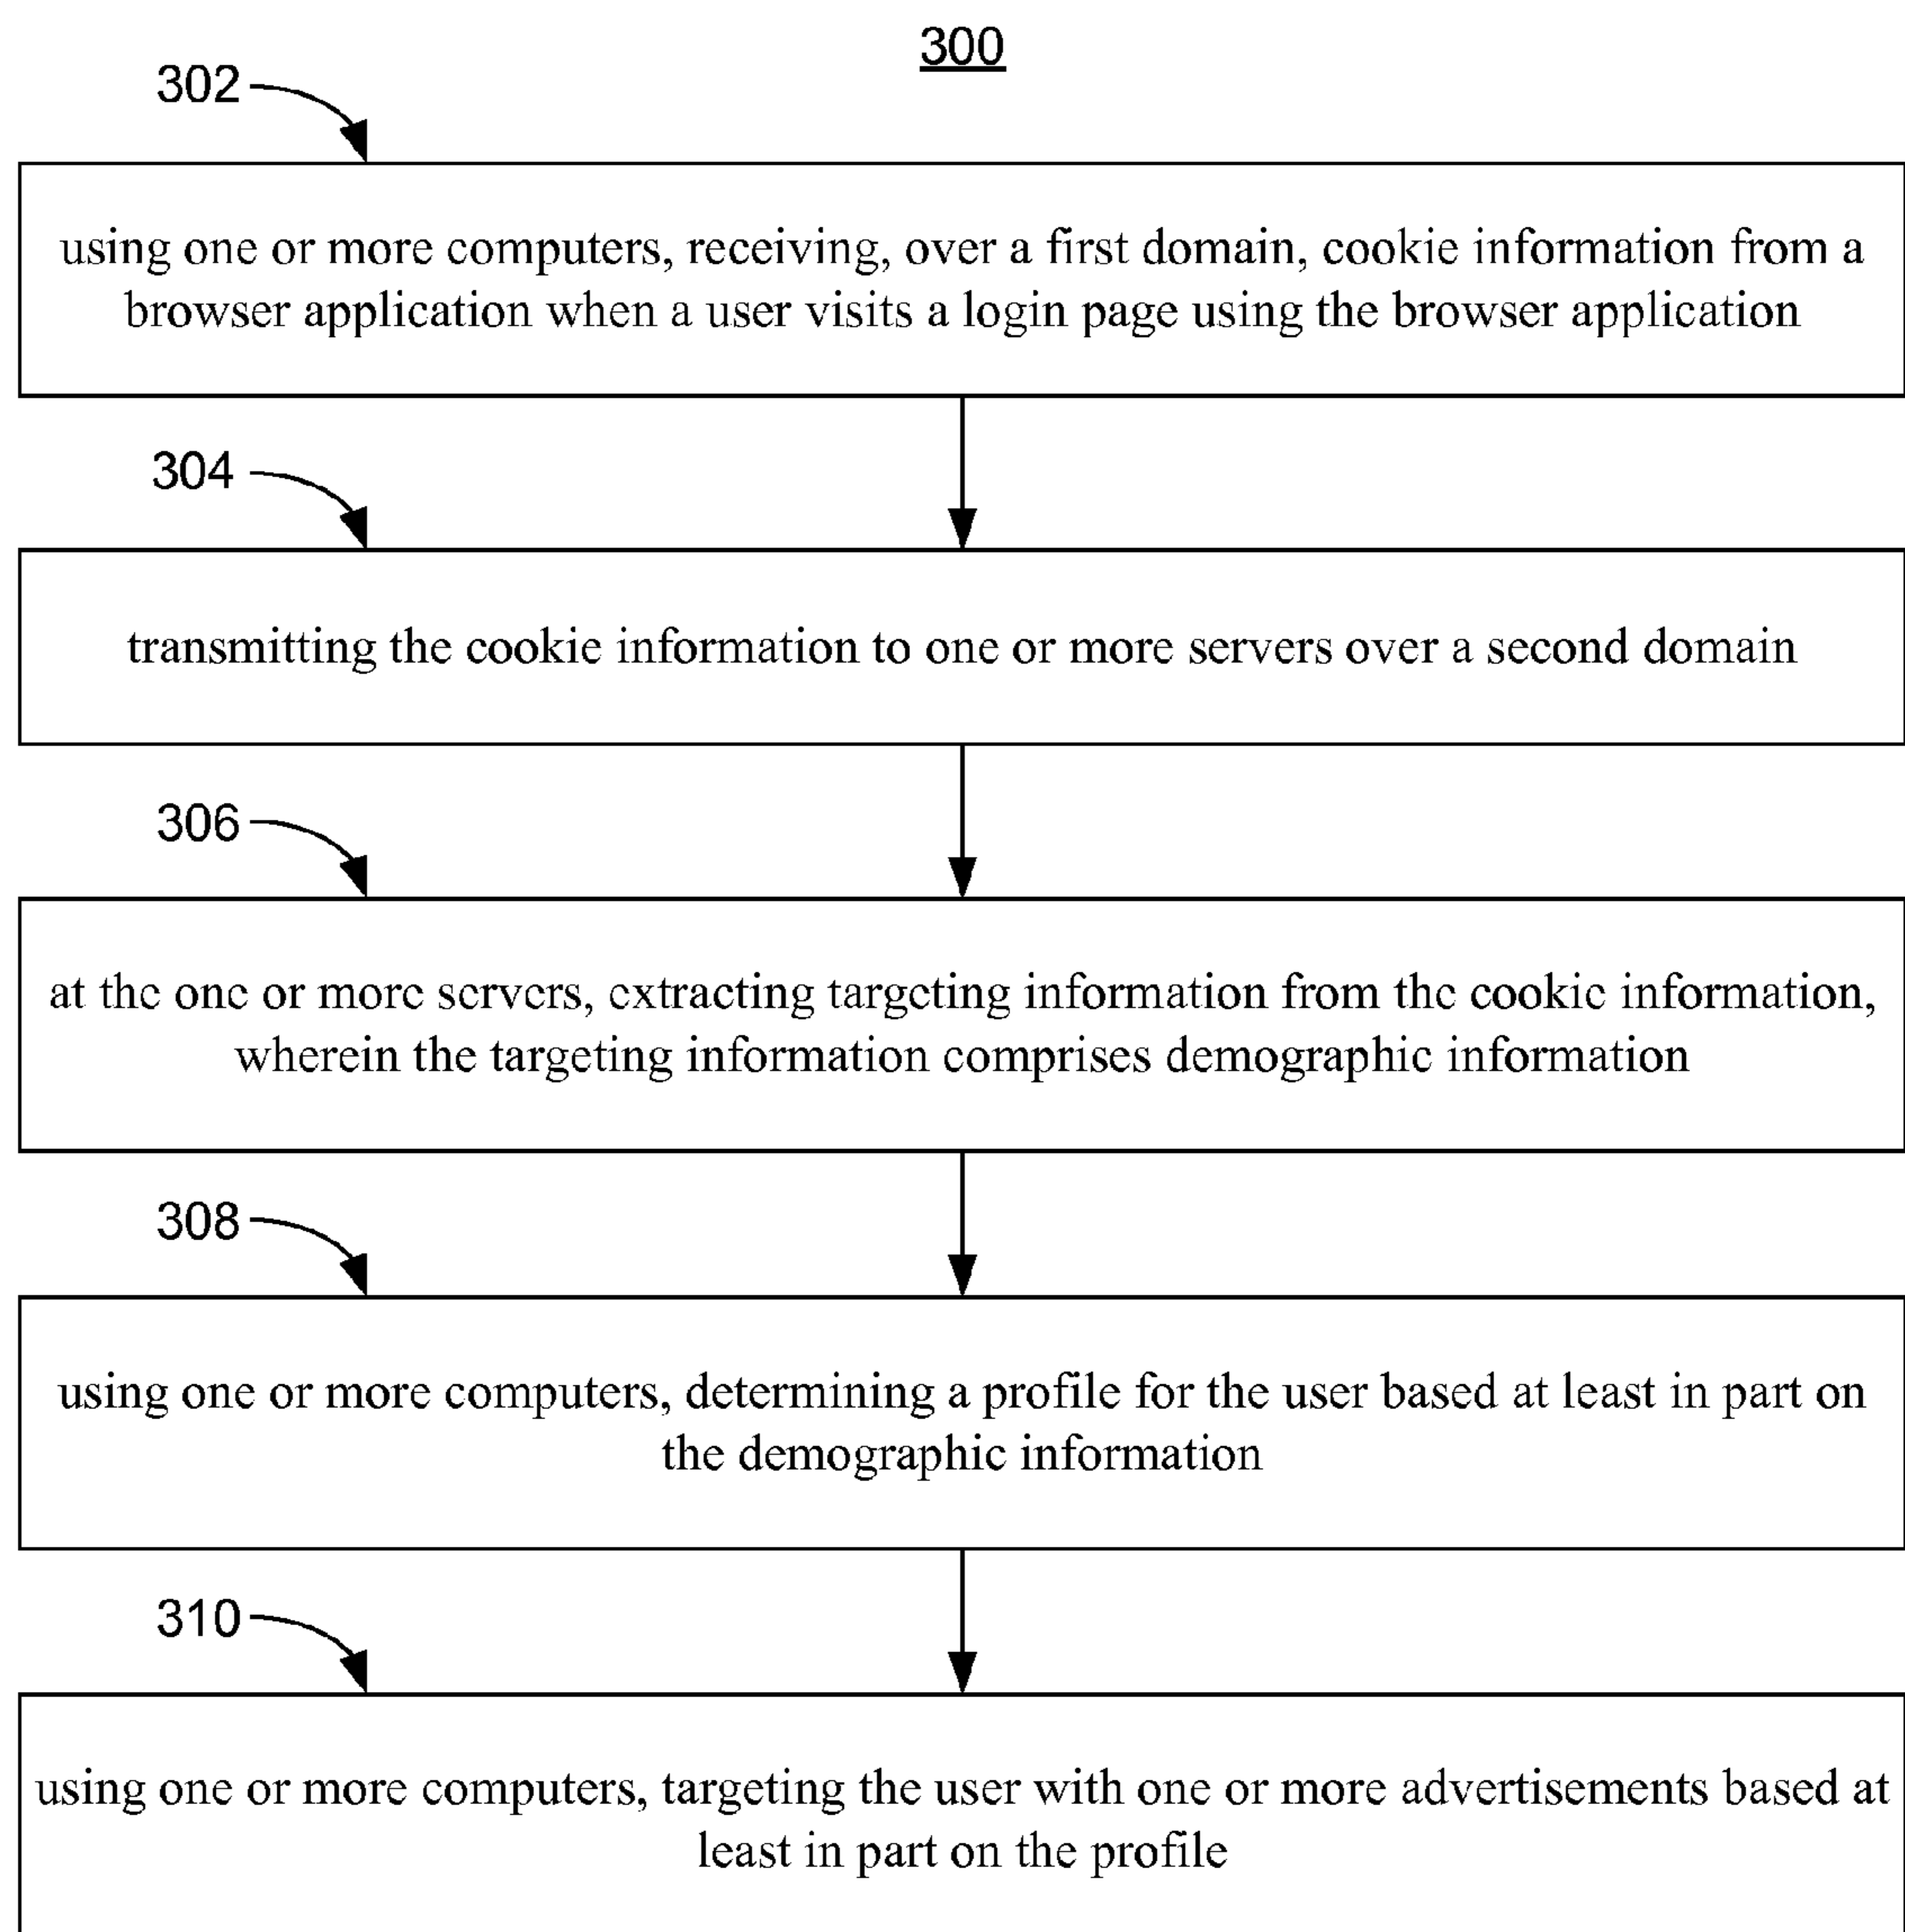 300
302
using one or more computers, receiving, over a first domain, cookie information from a
browser application when a user visits a login page using the browser application
304
transmitting the cookie information to one or more servers over a second domain
306
at the one or more servers, extracting targeting information from the cookie information,
wherein the targeting information comprises demographic information
308
using one or more computers, determining a profile for the user based at least in part on
the demographic information
310
using one or more computers, targeting the user with one or more advertisements based at
least in part on the profile